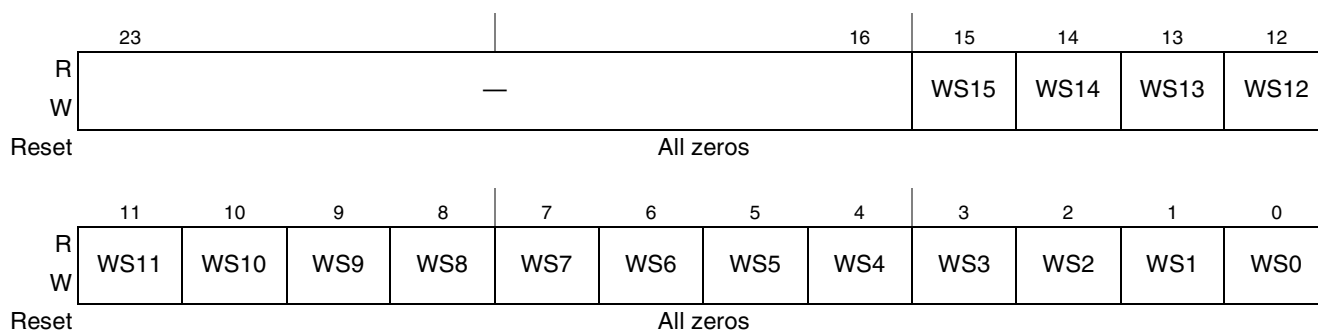 23 16 15 14 13 12
R
W
— WS15 WS14 WS13 WS12
Reset All zeros
11 10 9 8 7 6 5 4 3 2 1 0
R
W
WS11 WS10 WS9 WS8 WS7 WS6 WS5 WS4 WS3 WS2 WS1 WS0
Reset All zeros